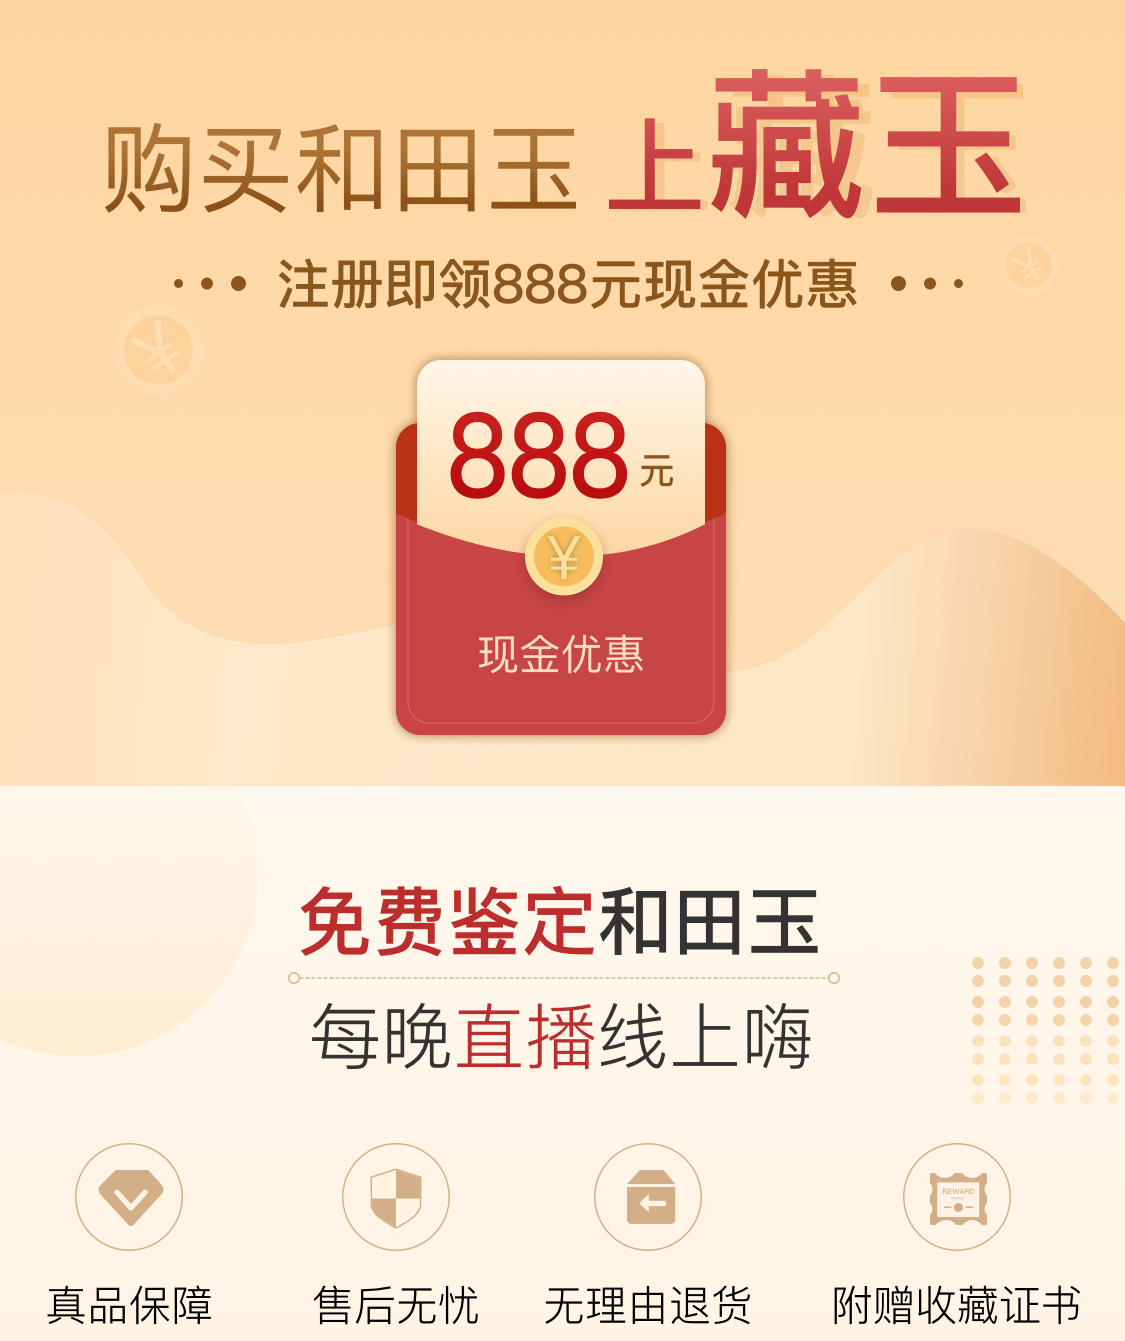 购买和田玉 上藏玉
注册即领888元现金优惠
888元
¥
现金优惠
免费鉴定和田玉
每晚直播线上嗨
REWARD
真品保障 售后无忧 无理由退货 附赠收藏证书